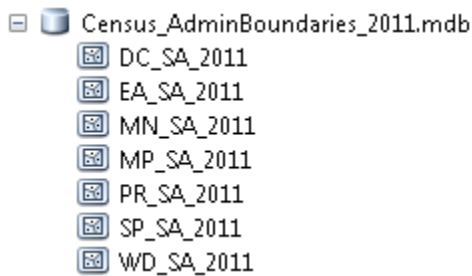 Census_AdminBoundaries_2011.mdb
DC_SA_2011
EA_SA_2011
MN_SA_2011
MP_SA_2011
PR_SA_2011
SP_SA_2011
WD_SA_2011